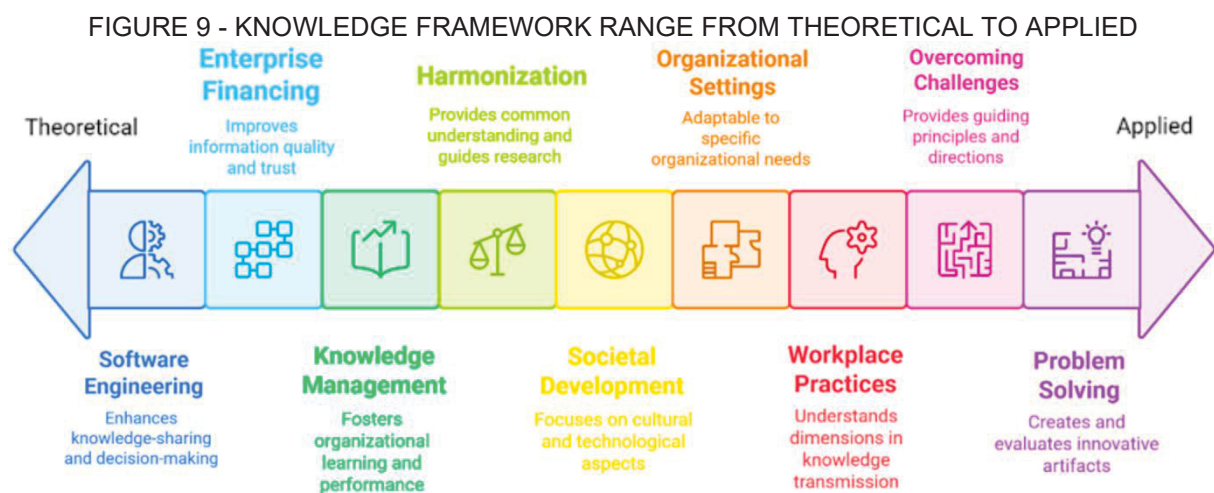 FIGURE 9 - KNOWLEDGE FRAMEWORK RANGE FROM THEORETICAL TO APPLIED
Theoretical
Enterprise
Financing
Improves
information quality
and trust
Harmonization
Provides common
understanding and
guides research
Organizational
Settings
Adaptable to
specific
organizational needs
Overcoming
Challenges
Provides guiding
principles and
directions
Applied
Software
Engineering
Enhances
knowledge-sharing
and decision-making
Knowledge
Management
Fosters
organizational
learning and
performance
Societal
Development
Focuses on cultural
and technological
aspects
Workplace
Practices
Understands
dimensions in
knowledge
transmission
Problem
Solving
Creates and
evaluates innovative
artifacts